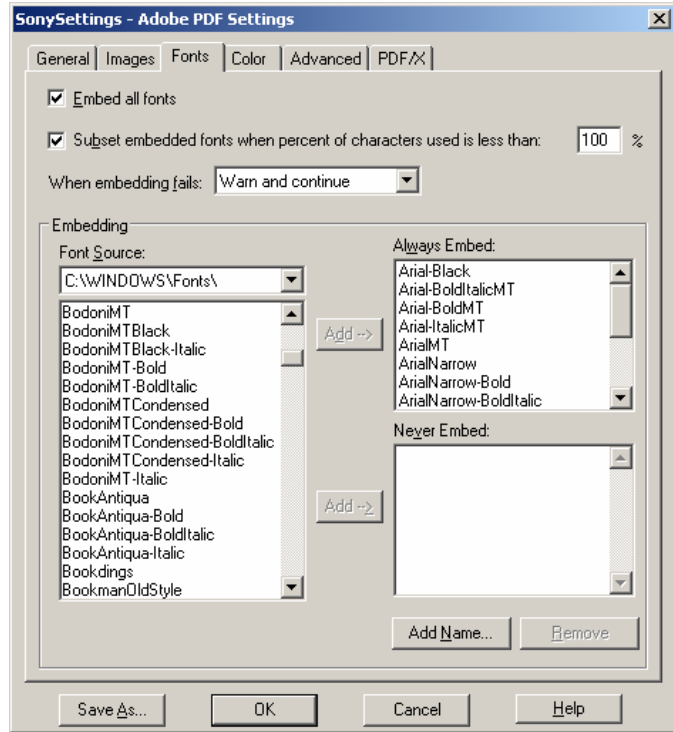 SonySettings - Adobe PDF Settings
General Images Fonts Color Advanced PDF/X
Embed all fonts
Subset embedded fonts when percent of characters used is less than: 100 %
When embedding fails: Warn and continue
Embedding
Font Source:
C:\WINDOWS\Fonts\
BodoniMT
BodoniMTBlack
BodoniMTBlack-Italic
BodoniMT-Bold
BodoniMT-BoldItalic
BodoniMTCondensed
BodoniMTCondensed-Bold
BodoniMTCondensed-BoldItalic
BodoniMTCondensed-Italic
BodoniMT-Italic
BookAntiqua
BookAntiqua-Bold
BookAntiqua-BoldItalic
BookAntiqua-Italic
Bookdings
BookmanOldStyle
Add -->
Add -->
Always Embed:
Arial-Black
Arial-BoldItalicMT
Arial-BoldMT
Arial-ItalicMT
ArialMT
ArialNarrow
ArialNarrow-Bold
ArialNarrow-BoldItalic
Never Embed:
Add Name... Remove
Save As... OK Cancel Help